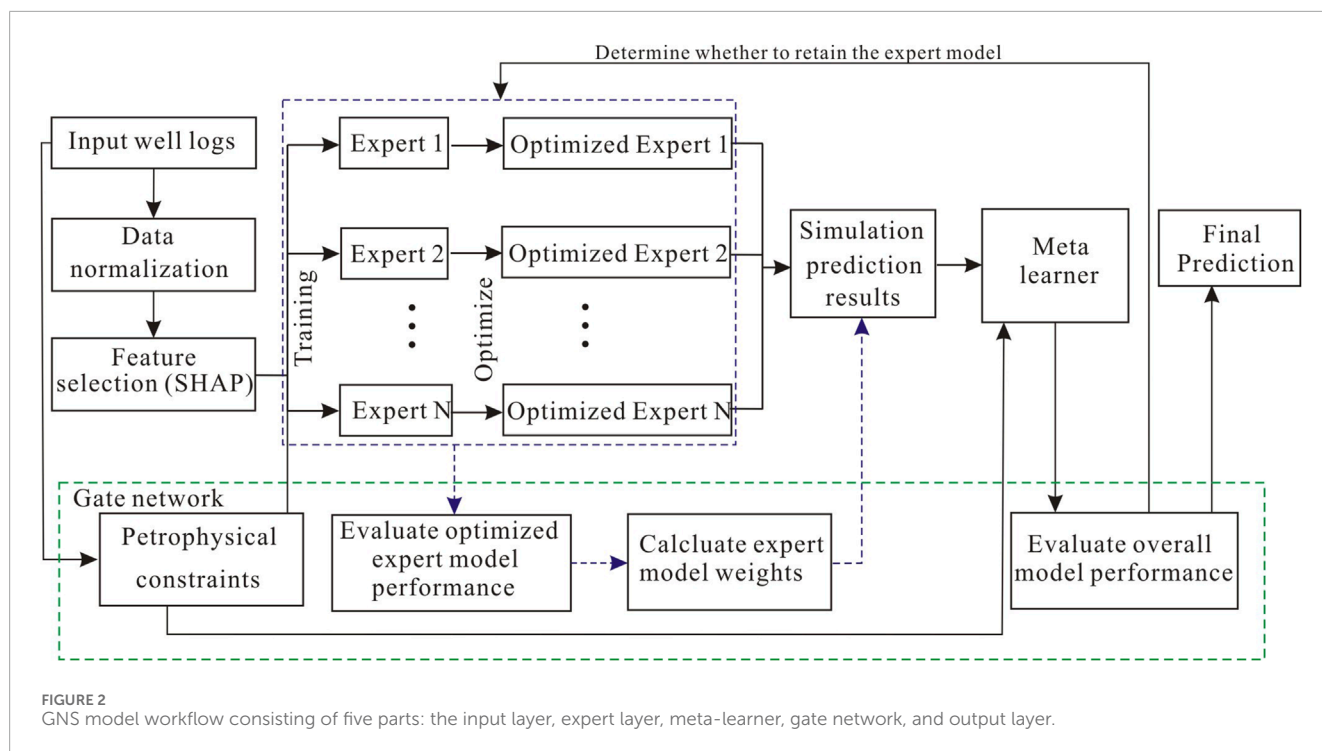 Determine whether to retain the expert model
Input well logs
Data
normalization
Feature
selection (SHAP)
Training
Expert 1
Expert 2
Expert N
Optimize
Optimized Expert 1
Optimized Expert 2
Optimized Expert N
Simulation
prediction
results
Meta
learner
Final
Prediction
Gate network
Petrophysical
constraints
Evaluate optimized
expert model
performance
Calcluate expert
model weights
Evaluate overall
model performance
FIGURE 2
GNS model workflow consisting of five parts: the input layer, expert layer, meta-learner, gate network, and output layer.